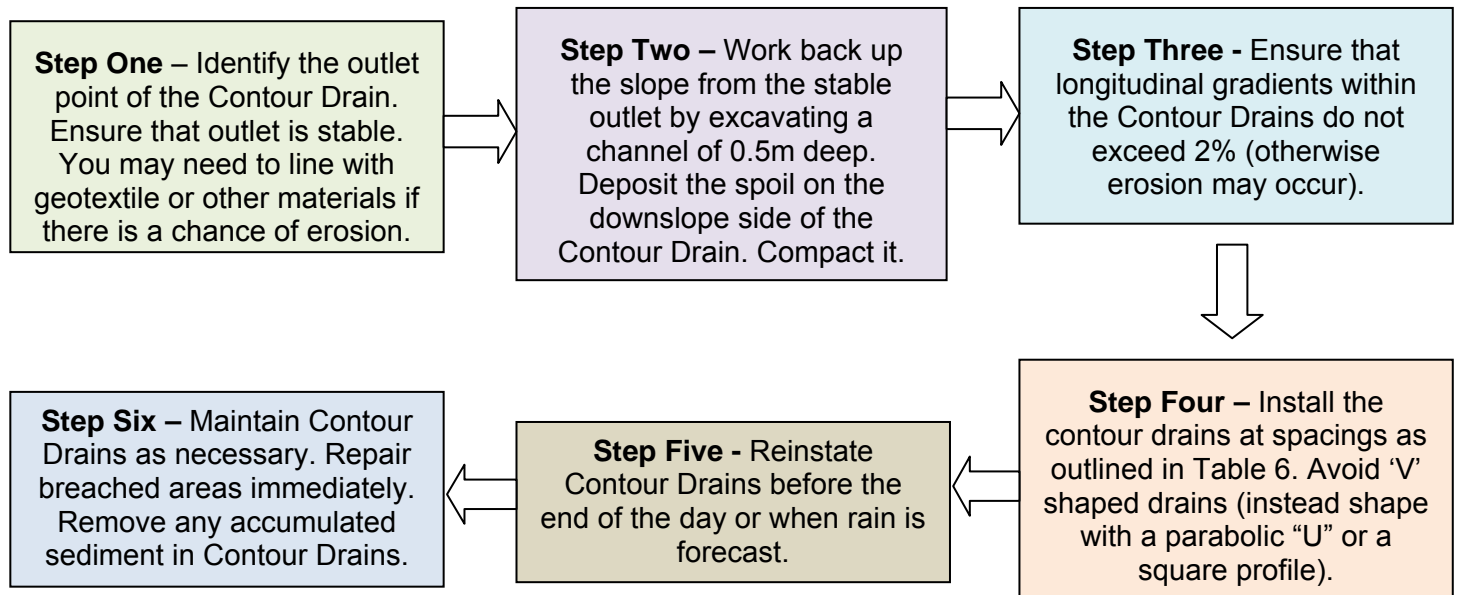 Step One – Identify the outlet
point of the Contour Drain.
Ensure that outlet is stable.
You may need to line with
geotextile or other materials if
there is a chance of erosion.
Step Two – Work back up
the slope from the stable
outlet by excavating a
channel of 0.5m deep.
Deposit the spoil on the
downslope side of the
Contour Drain. Compact it.
Step Three - Ensure that
longitudinal gradients within
the Contour Drains do not
exceed 2% (otherwise
erosion may occur).
Step Four – Install the
contour drains at spacings as
outlined in Table 6. Avoid ‘V’
shaped drains (instead shape
with a parabolic “U” or a
square profile).
Step Five - Reinstate
Contour Drains before the
end of the day or when rain is
forecast.
Step Six – Maintain Contour
Drains as necessary. Repair
breached areas immediately.
Remove any accumulated
sediment in Contour Drains.